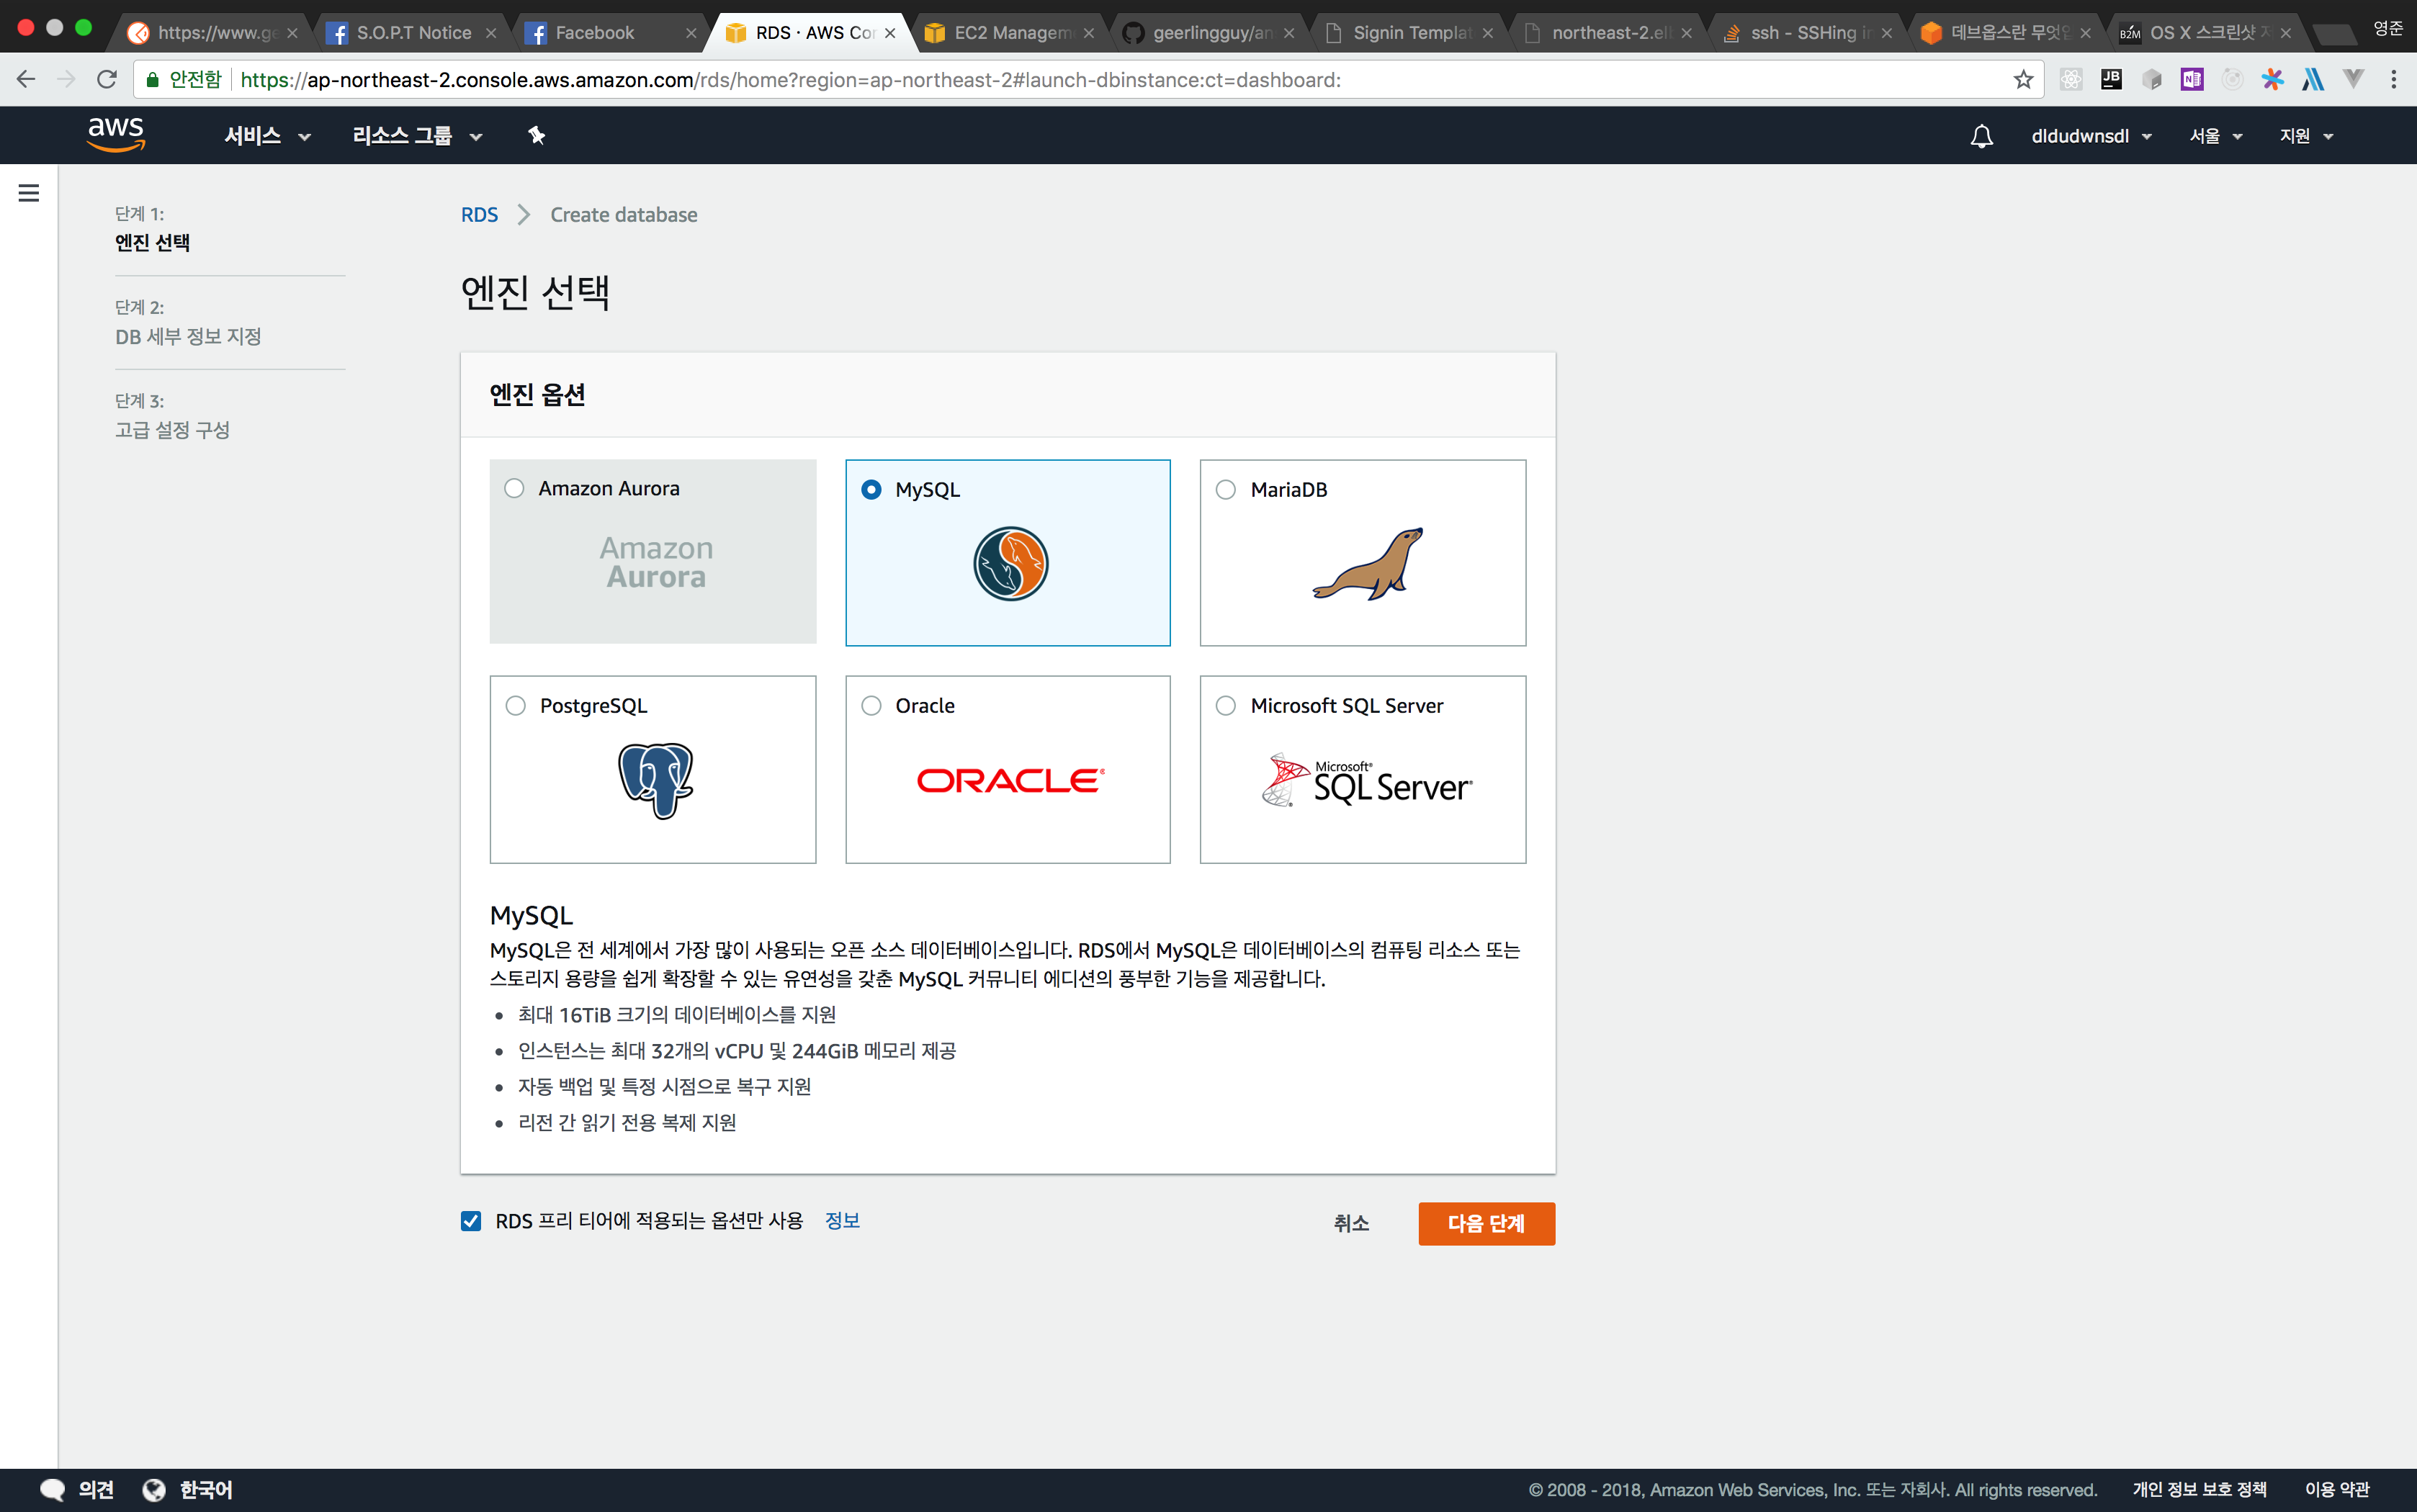 https://www.ge
S.O.P.T Notice
Facebook
RDS · AWS Con
EC2 Managem
geerlingguy/an
Signin Templat
northeast-2.elb
ssh - SSHing in
데브옵스란 무엇입
B2M
OS X 스크린샷 지
영준
안전함
https://ap-northeast-2.console.aws.amazon.com/rds/home?region=ap-northeast-2#launch-dbinstance:ct=dashboard:
JB
aws
서비스
리소스 그룹
dldudwnsdl
서울
지원
단계 1:
엔진 선택
단계 2:
DB 세부 정보 지정
단계 3:
고급 설정 구성
RDS
Create database
엔진 선택
엔진 옵션
Amazon Aurora
Amazon
Aurora
MySQL
MariaDB
PostgreSQL
Oracle
ORACLE®
Microsoft SQL Server
Microsoft®
SQL Server®
MySQL
MySQL은 전 세계에서 가장 많이 사용되는 오픈 소스 데이터베이스입니다. RDS에서 MySQL은 데이터베이스의 컴퓨팅 리소스 또는
스토리지 용량을 쉽게 확장할 수 있는 유연성을 갖춘 MySQL 커뮤니티 에디션의 풍부한 기능을 제공합니다.
• 최대 16TiB 크기의 데이터베이스를 지원
• 인스턴스는 최대 32개의 vCPU 및 244GiB 메모리 제공
• 자동 백업 및 특정 시점으로 복구 지원
• 리전 간 읽기 전용 복제 지원
RDS 프리 티어에 적용되는 옵션만 사용
정보
취소
다음 단계
의견
한국어
© 2008 - 2018, Amazon Web Services, Inc. 또는 자회사. All rights reserved.
개인 정보 보호 정책
이용 약관